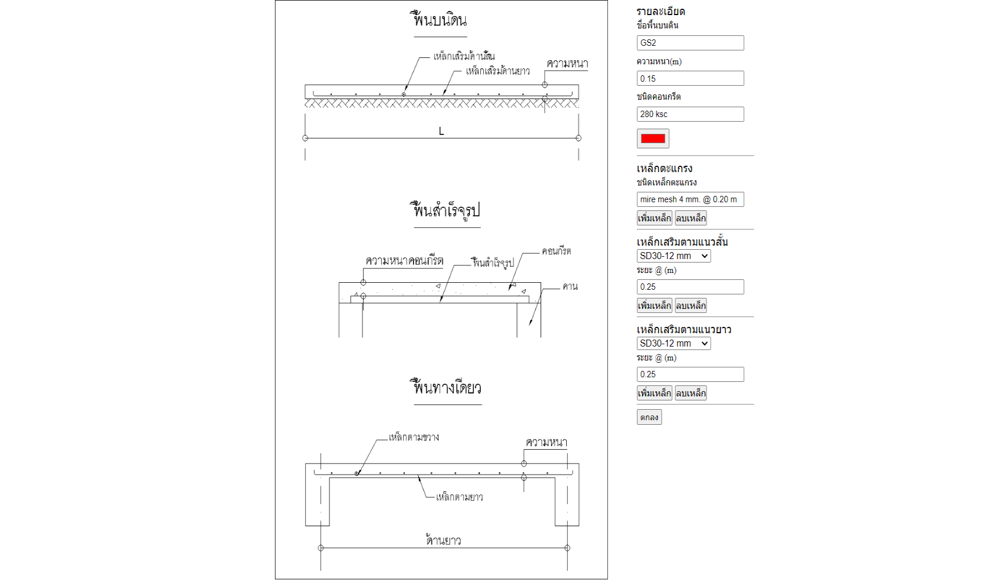 พื้นบนดิน
เหล็กเสริมด้านสั้น
เหล็กเสริมด้านยาว
ความหนา
L
พื้นสำเร็จรูป
ความหนาคอนกรีต
พื้นสำเร็จรูป
คอนกรีต
คาน
พื้นทางเดียว
เหล็กตามขวาง
ความหนา
เหล็กตามยาว
ด้านยาว
รายละเอียด
ชื่อพื้นบนดิน
GS2
ความหนา(m)
0.15
ชนิดคอนกรีต
280 ksc
เหล็กตะแกรง
ชนิดเหล็กตะแกรง
mire mesh 4 mm. @ 0.20 m
เพิ่มเหล็ก ลบเหล็ก
เหล็กเสริมตามแนวสั้น
SD30-12 mm
ระยะ @ (m)
0.25
เพิ่มเหล็ก ลบเหล็ก
เหล็กเสริมตามแนวยาว
SD30-12 mm
ระยะ @ (m)
0.25
เพิ่มเหล็ก ลบเหล็ก
ตกลง